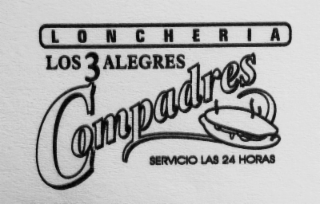 LONCHERIA
LOS 3 ALEGRES
Compadres
SERVICIO LAS 24 HORAS